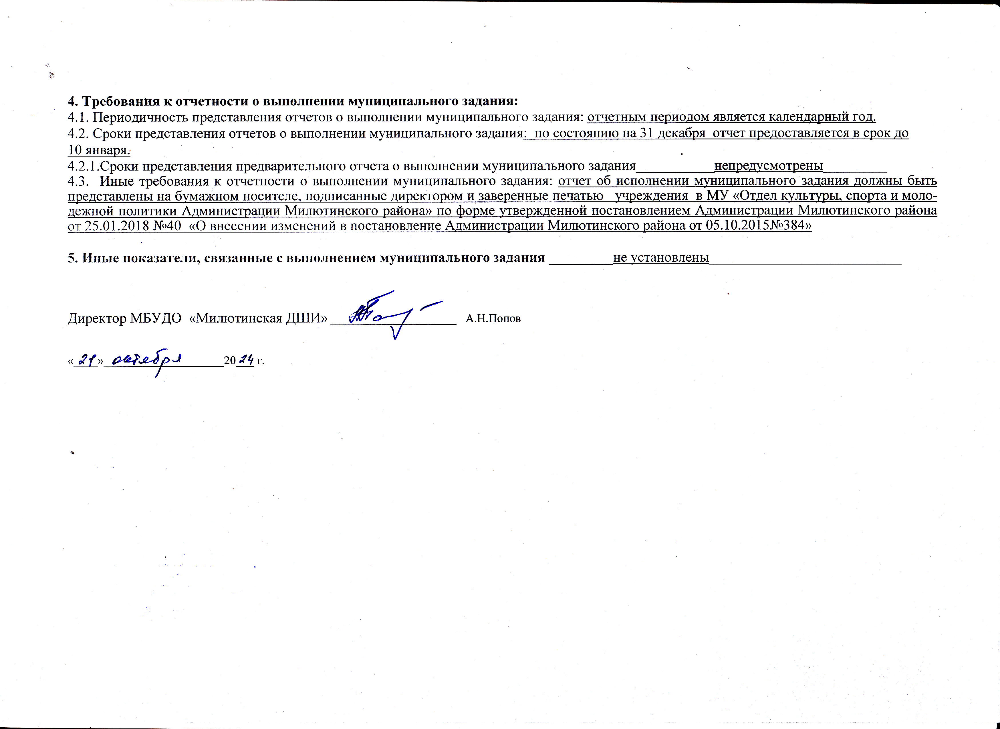 4. Требования к отчетности о выполнении муниципального задания:
4.1. Периодичность представления отчетов о выполнении муниципального задания: отчетным периодом является календарный год.
4.2. Сроки представления отчетов о выполнении муниципального задания:  по состоянию на 31 декабря  отчет предоставляется в срок до
10 января.
4.2.1.Сроки представления предварительного отчета о выполнении муниципального задания____________непредусмотрены__________
4.3.  Иные требования к отчетности о выполнении муниципального задания: отчет об исполнении муниципального задания должны быть
представлены на бумажном носителе, подписанные директором и заверенные печатью  учреждения  в МУ «Отдел культуры, спорта и моло-
дежной политики Администрации Милютинского района» по форме утвержденной постановлением Администрации Милютинского района
от 25.01.2018 №40  «О внесении изменений в постановление Администрации Милютинского района от 05.10.2015№384»
5. Иные показатели, связанные с выполнением муниципального задания __________не установлены______________________________
Директор МБУДО  «Милютинская ДШИ» ____________________ А.Н.Попов
«21» октября 2024 г.